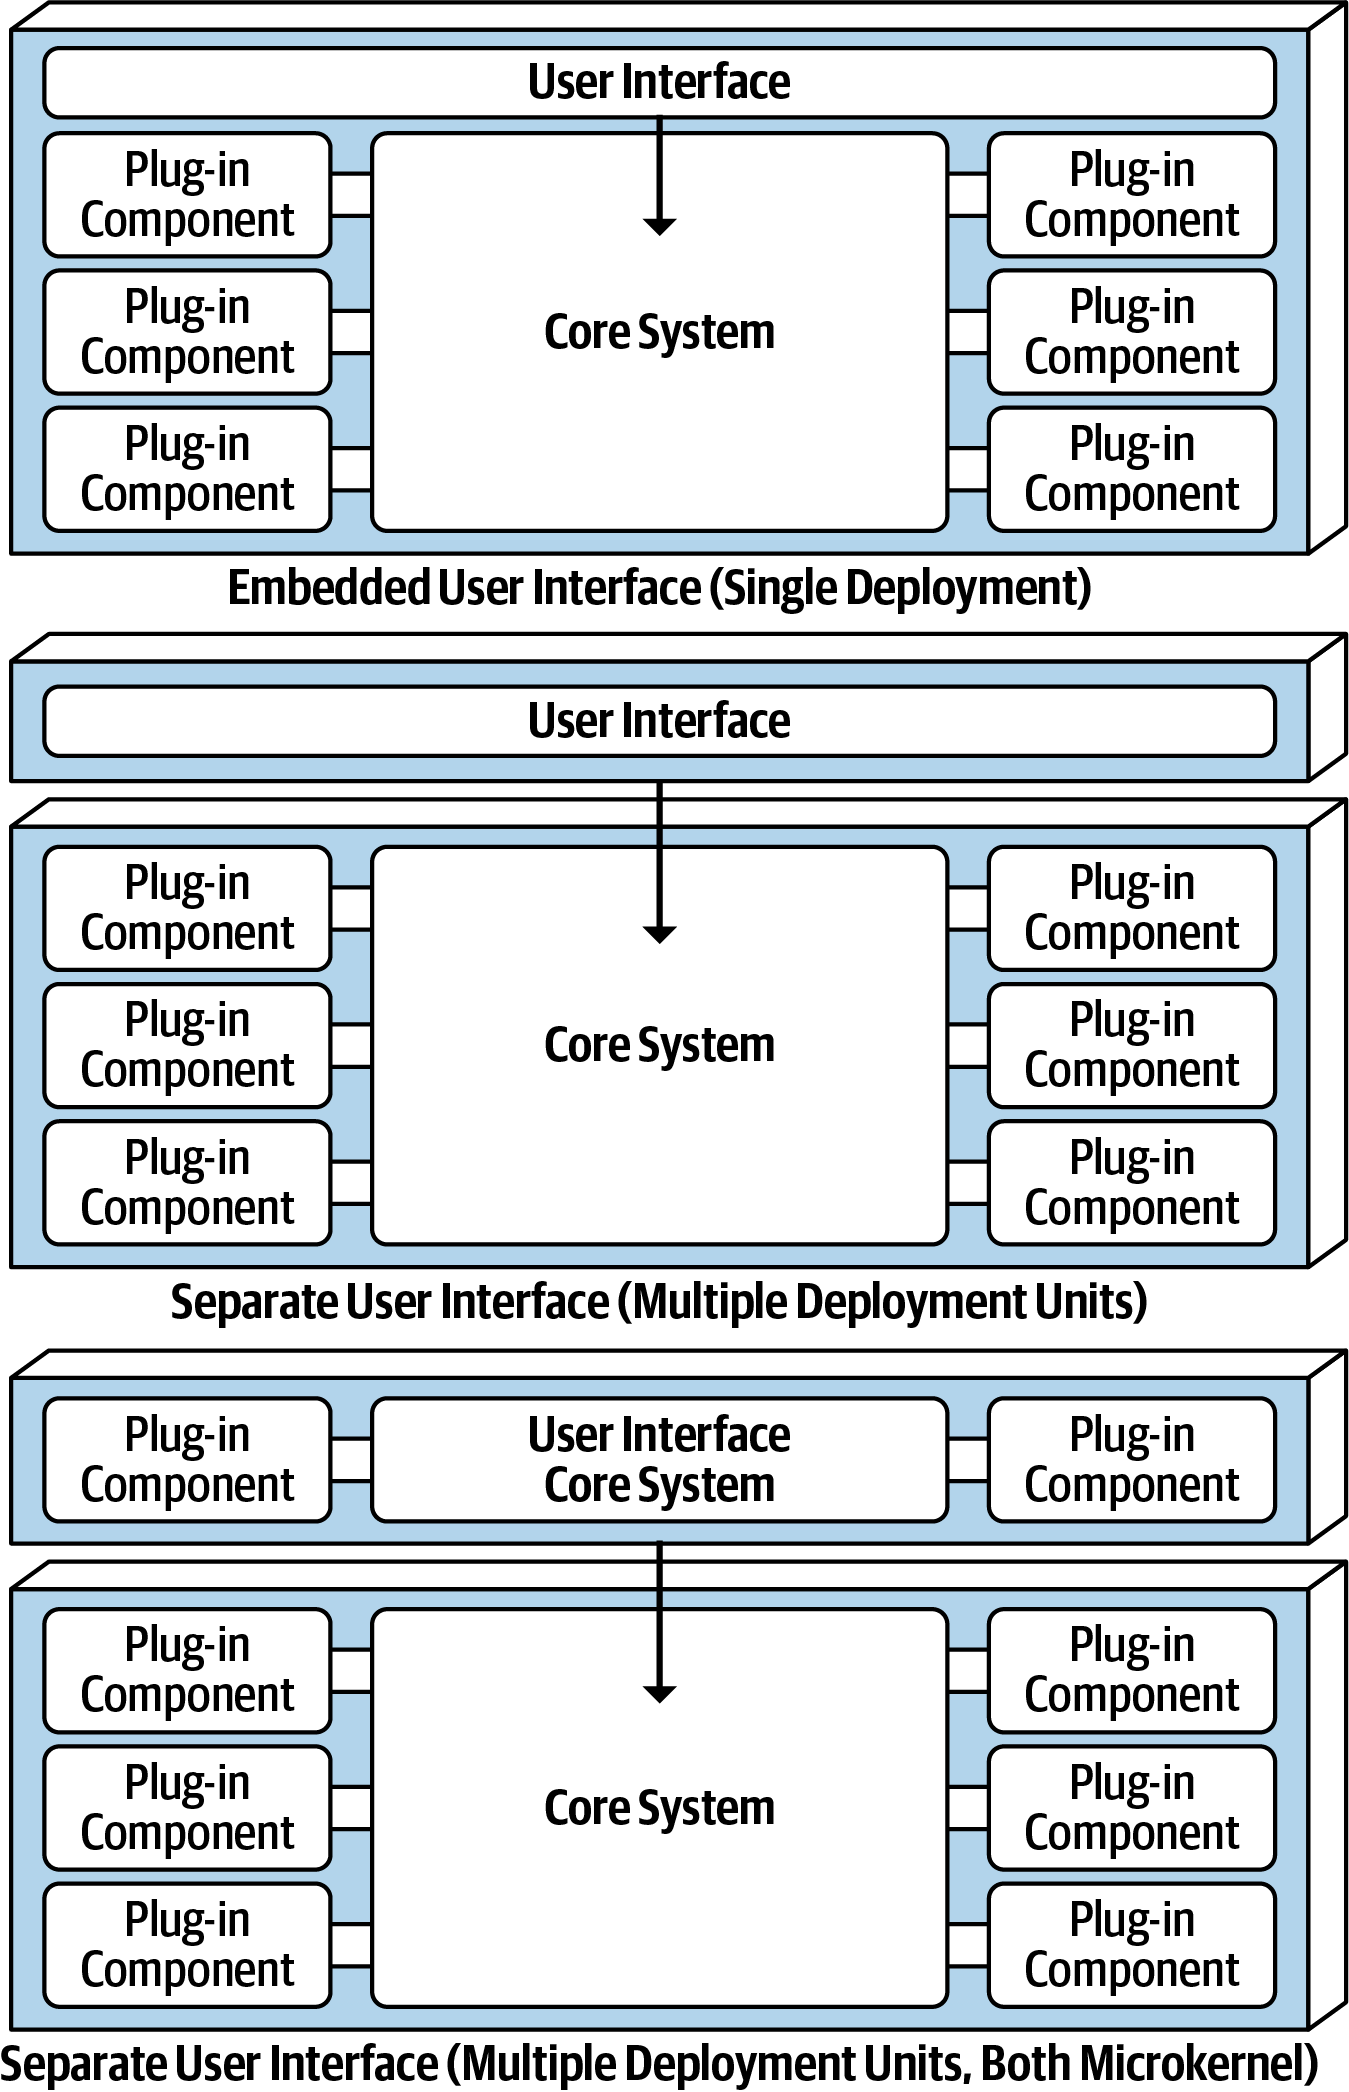 User Interface
Plug-in
Component
Plug-in
Component
Plug-in
Component
Core System
Plug-in
Component
Plug-in
Component
Plug-in
Component
Embedded User Interface (Single Deployment)
User Interface
Plug-in
Component
Plug-in
Component
Plug-in
Component
Core System
Plug-in
Component
Plug-in
Component
Plug-in
Component
Separate User Interface (Multiple Deployment Units)
Plug-in
Component
User Interface
Core System
Plug-in
Component
Plug-in
Component
Plug-in
Component
Plug-in
Component
Core System
Plug-in
Component
Plug-in
Component
Plug-in
Component
Separate User Interface (Multiple Deployment Units, Both Microkernel)